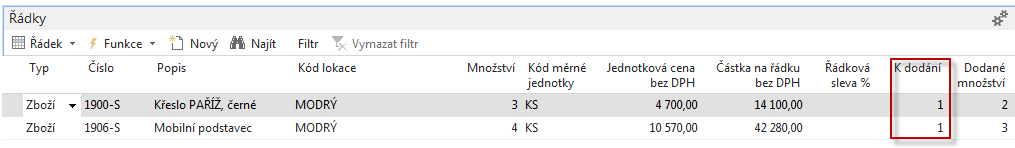 Řádky
Řádek Funkce Nový Najít Filtr Vymazat filtr
Typ Číslo Popis Kód lokace Množství Kód měrné jednotky Jednotková cena bez DPH Částka na řádku bez DPH Řádková sleva % K dodání Dodané množství
Zboží 1900-S Křeslo PAŘÍŽ, černé MODRÝ 3 KS 4 700,00 14 100,00 1 2
Zboží 1906-S Mobilní podstavec MODRÝ 4 KS 10 570,00 42 280,00 1 3